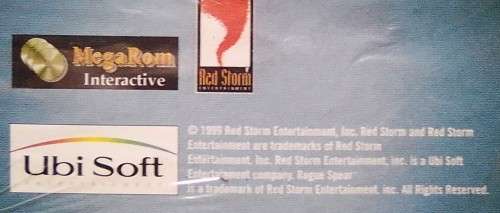 MegaRom
Interactive
Red Storm
ENTERTAINMENT
Ubi Soft
ENTERTAINMENT
© 1999 Red Storm Entertainment, Inc. Red Storm and Red Storm
Entertainment are trademarks of Red Storm
Entertainment, Inc. Red Storm Entertainment, inc. is a Ubi Soft
Entertainment company. Rogue Spear
is a trademark of Red Storm Entertainment, inc. All Rights Reserved.